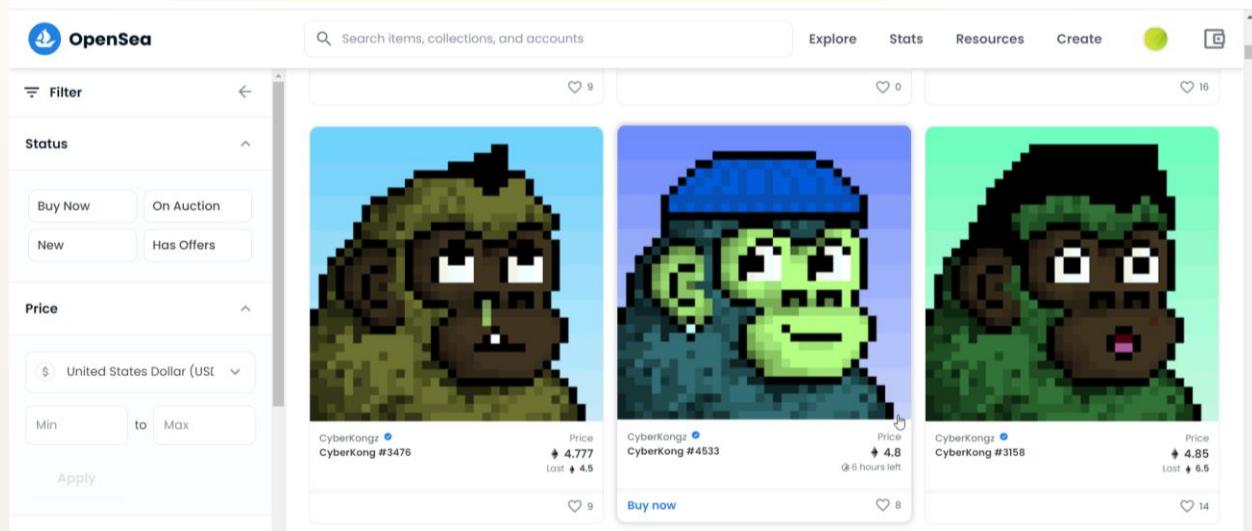 OpenSea
Search items, collections, and accounts
Explore Stats Resources Create
Filter
Status
Buy Now On Auction
New Has Offers
Price
$ United States Dollar (USI
Min to Max
Apply
9
0
16
CyberKongz Price
CyberKong #3476 4.777
Last 4.5
9
CyberKongz Price
CyberKong #4533 4.8
6 hours left
Buy now 8
CyberKongz Price
CyberKong #3158 4.85
Last 6.5
14